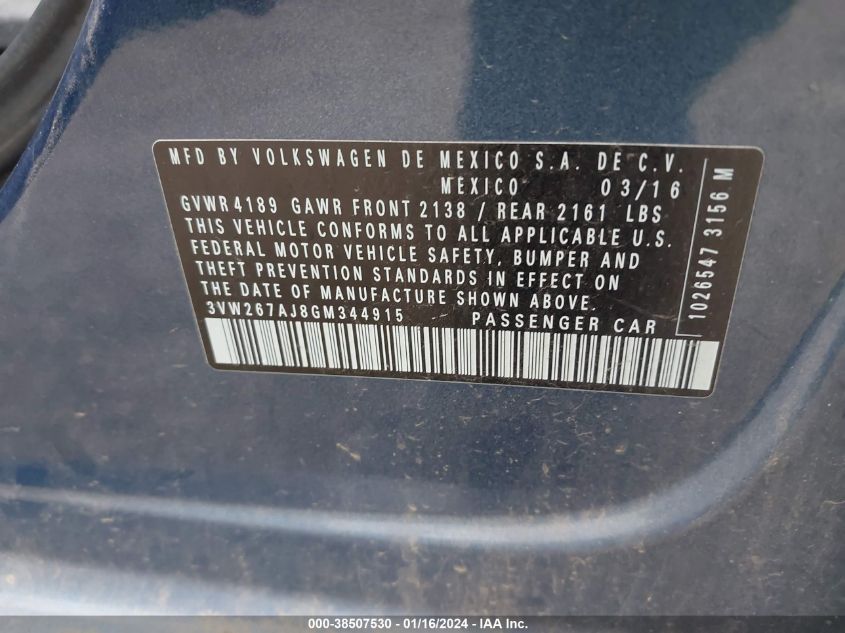 MFD BY VOLKSWAGEN DE MEXICO S.A. DE C.V.
MEXICO 03/16
GVWR 4189 GAWR FRONT 2138 / REAR 2161 LBS
THIS VEHICLE CONFORMS TO ALL APPLICABLE U.S.
FEDERAL MOTOR VEHICLE SAFETY, BUMPER AND
THEFT PREVENTION STANDARDS IN EFFECT ON
THE DATE OF MANUFACTURE SHOWN ABOVE.
3VW267AJ8GM344915 PASSENGER CAR
1026547 3156 M
000-38507530 - 01/16/2024 - IAA Inc.